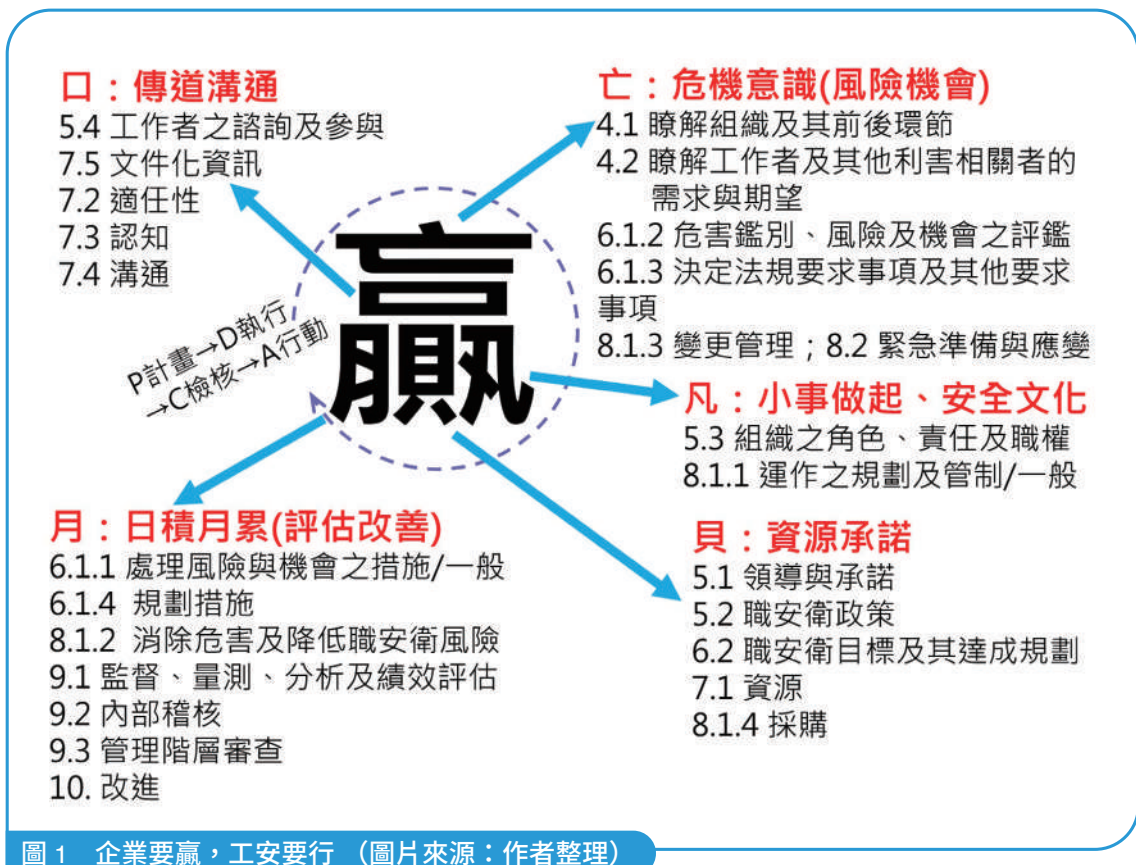 口：傳道溝通
5.4 工作者之諮詢及參與
7.5 文件化資訊
7.2 適任性
7.3 認知
7.4 溝通
亡：危機意識(風險機會)
4.1 瞭解組織及其前後環節
4.2 瞭解工作者及其他利害相關者的
需求與期望
6.1.2 危害鑑別、風險及機會之評鑑
6.1.3 決定法規要求事項及其他要求
事項
8.1.3 變更管理；8.2 緊急準備與應變
贏
P計畫→D執行
→C檢核→A行動
凡：小事做起、安全文化
5.3 組織之角色、責任及職權
8.1.1 運作之規劃及管制/一般
月：日積月累(評估改善)
6.1.1 處理風險與機會之措施/一般
6.1.4 規劃措施
8.1.2 消除危害及降低職安衛風險
9.1 監督、量測、分析及績效評估
9.2 內部稽核
9.3 管理階層審查
10. 改進
貝：資源承諾
5.1 領導與承諾
5.2 職安衛政策
6.2 職安衛目標及其達成規劃
7.1 資源
8.1.4 採購
圖 1 企業要贏，工安要行 （圖片來源：作者整理）